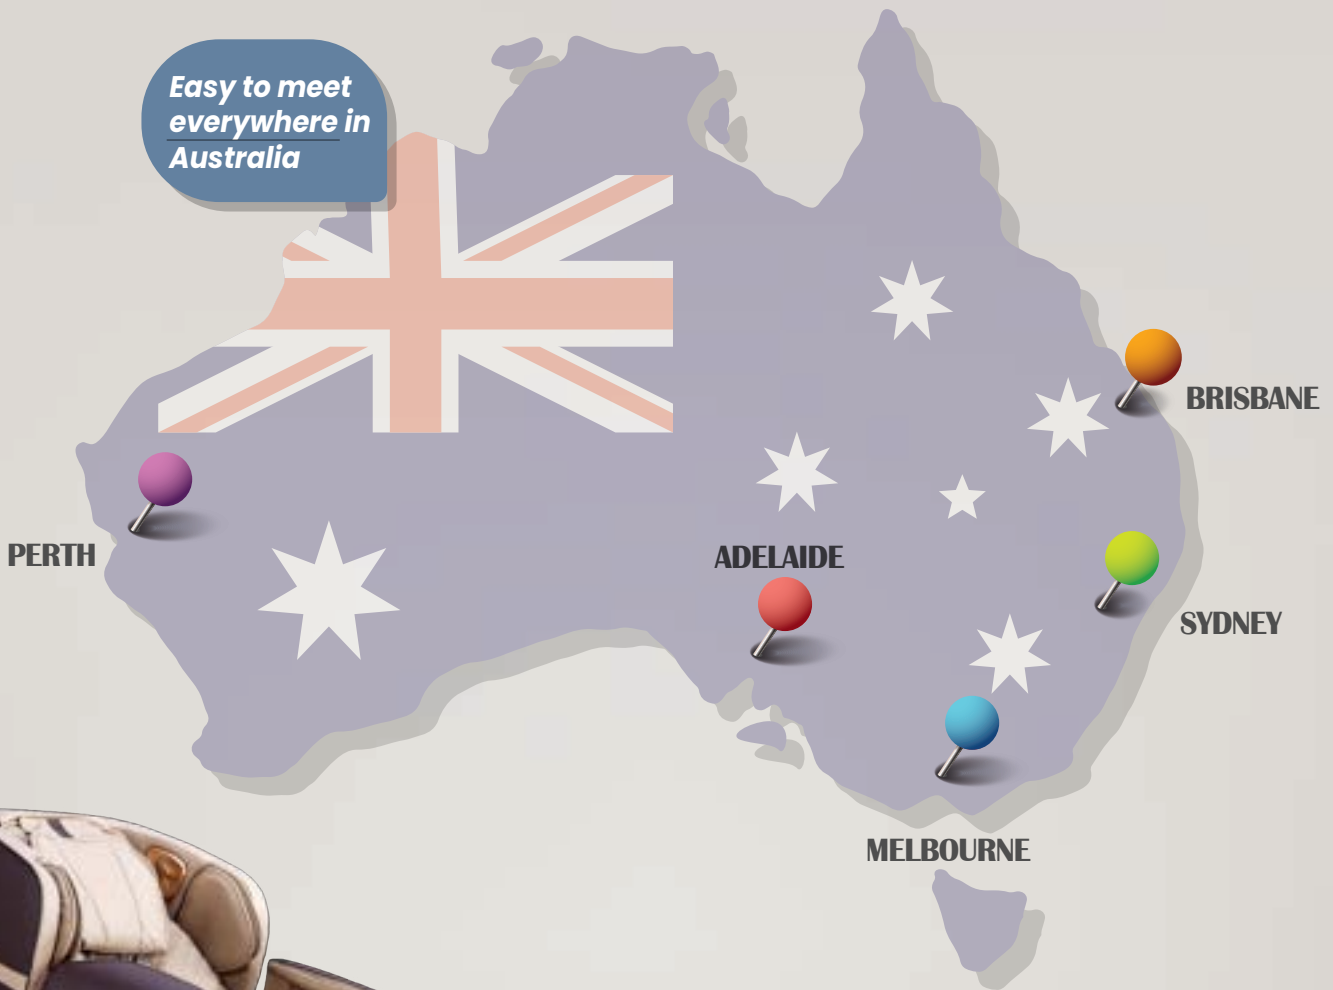 Easy to meet
everywhere in
Australia
BRISBANE
PERTH
ADELAIDE
SYDNEY
MELBOURNE